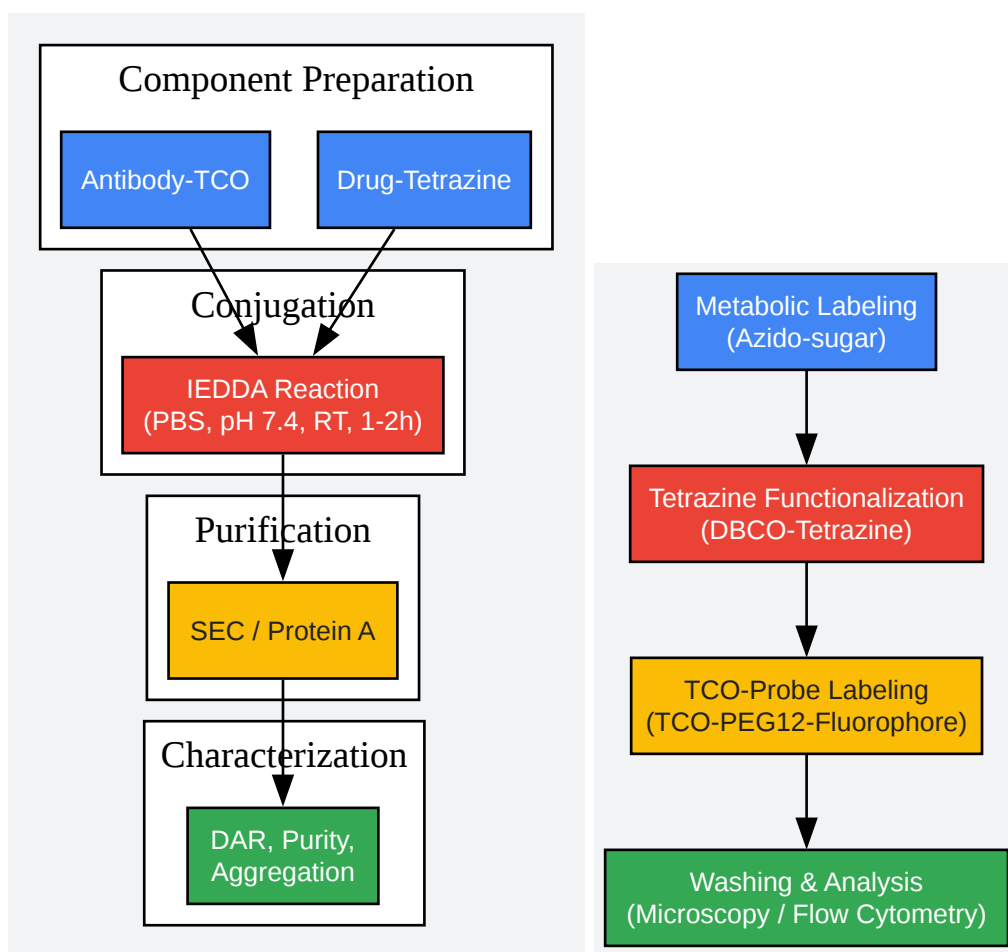 Component Preparation
Antibody-TCO
Drug-Tetrazine
Conjugation
IEDDA Reaction
(PBS, pH 7.4, RT, 1-2h)
Purification
SEC / Protein A
Characterization
DAR, Purity,
Aggregation
Metabolic Labeling
(Azido-sugar)
Tetrazine Functionalization
(DBCO-Tetrazine)
TCO-Probe Labeling
(TCO-PEG12-Fluorophore)
Washing & Analysis
(Microscopy / Flow Cytometry)